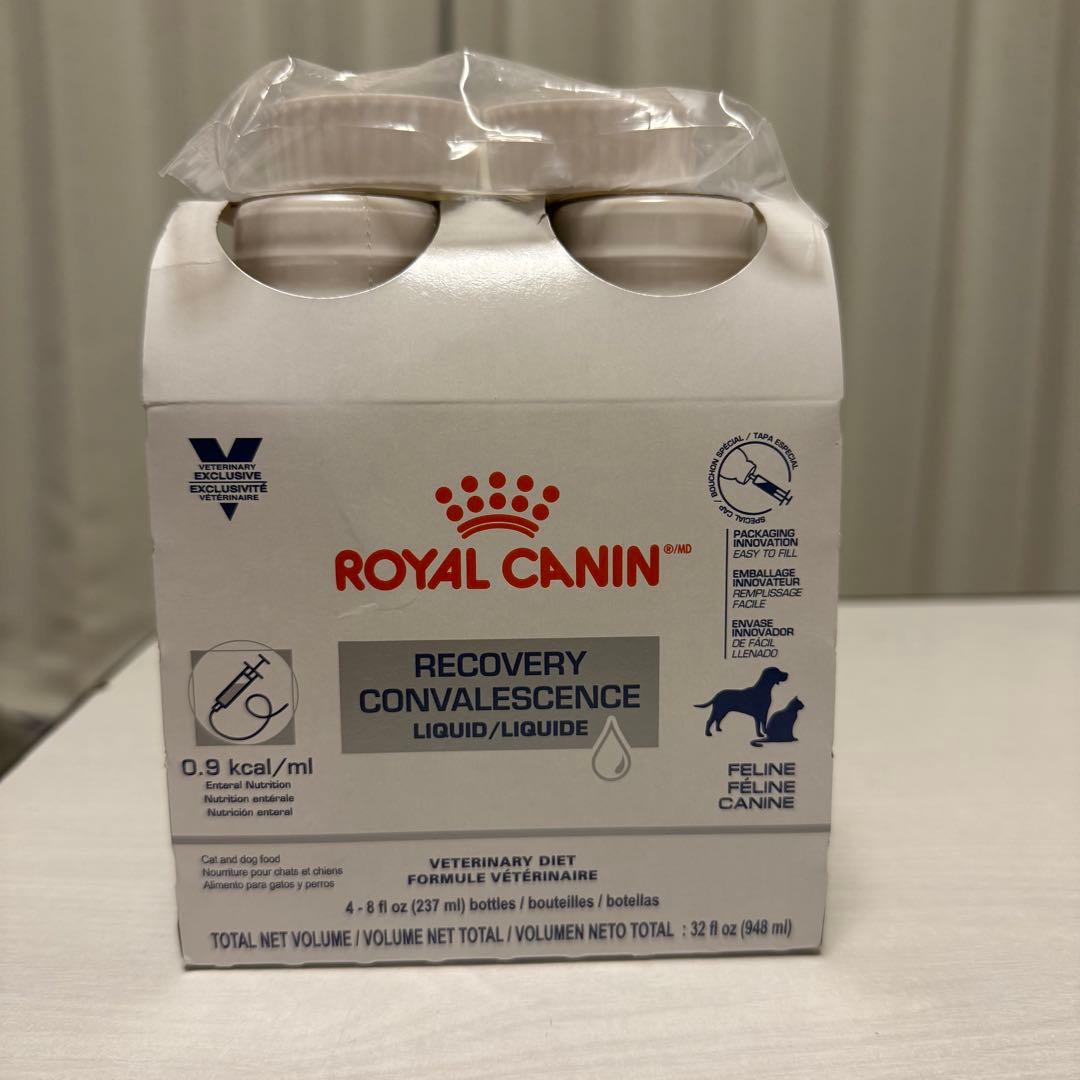 VETERINARY
EXCLUSIVE
EXCLUSIVITÉ
VÉTÉRINAIRE
SPECIAL CAP / BOUCHON SPÉCIAL / TAPA ESPECIAL
PACKAGING
INNOVATION
EASY TO FILL
EMBALLAGE
INNOVATEUR
REMPLISSAGE
FACILE
ENVASE
INNOVADOR
DE FÁCIL
LLENADO
ROYAL CANIN®/MD
RECOVERY
CONVALESCENCE
LIQUID/LIQUIDE
0.9 kcal/ml
Enteral Nutrition
Nutrition entérale
Nutrición enteral
FELINE
FÉLINE
CANINE
Cat and dog food
Nourriture pour chats et chiens
Alimento para gatos y perros
VETERINARY DIET
FORMULE VÉTÉRINAIRE
4 - 8 fl oz (237 ml) bottles / bouteilles / botellas
TOTAL NET VOLUME / VOLUME NET TOTAL / VOLUMEN NETO TOTAL : 32 fl oz (948 ml)